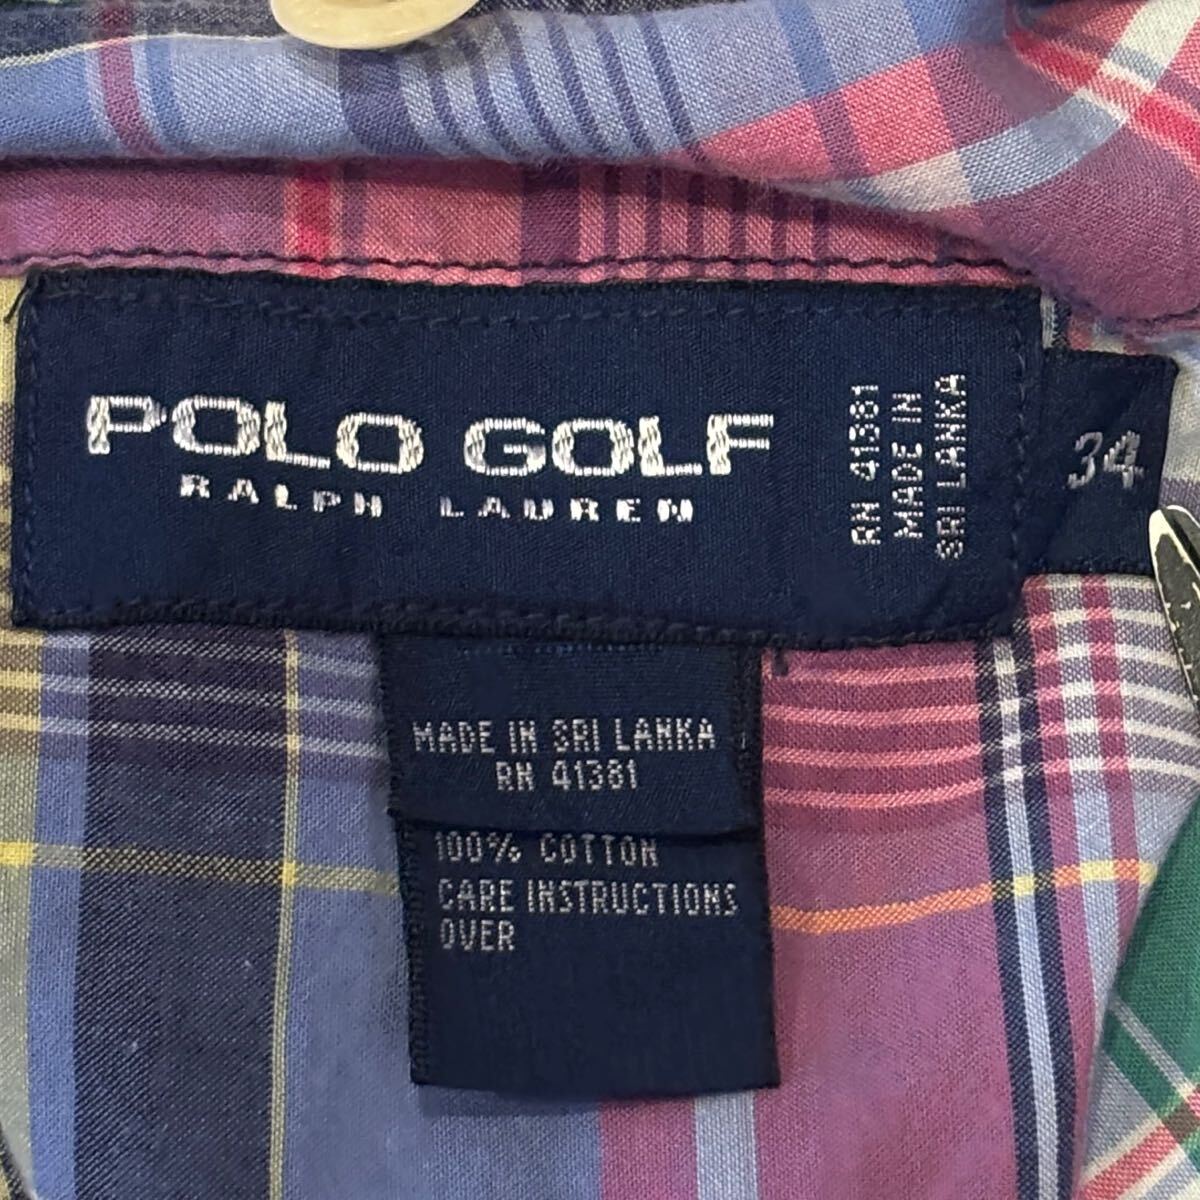 POLO GOLF
RALPH LAUREN
RN 41381
MADE IN
SRI LANKA
34
MADE IN SRI LANKA
RN 41381
100% COTTON
CARE INSTRUCTIONS
OVER